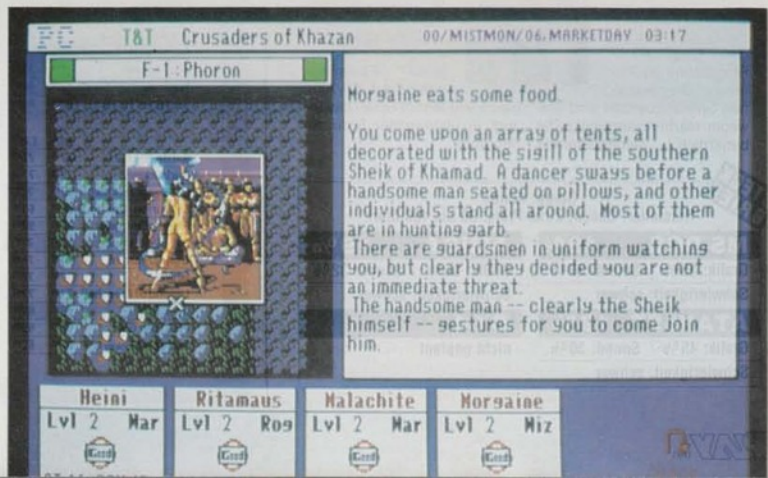 PC T&T Crusaders of Khazan 00/MISTMON/06.MARKETDAY 03:17
F-1:Phoron
Morgaine eats some food.
You come upon an array of tents, all
decorated with the sigill of the southern
Sheik of Khamad. A dancer sways before a
handsome man seated on pillows, and other
individuals stand all around. Most of them
are in hunting garb.
There are guardsmen in uniform watching
you, but clearly they decided you are not
an immediate threat.
The handsome man -- clearly the Sheik
himself -- gestures for you to come join
him.
Heini Ritamaus Malachite Morgaine
Lvl 2 War Lvl 2 Rog Lvl 2 War Lvl 2 Wiz
Good Good Good Good